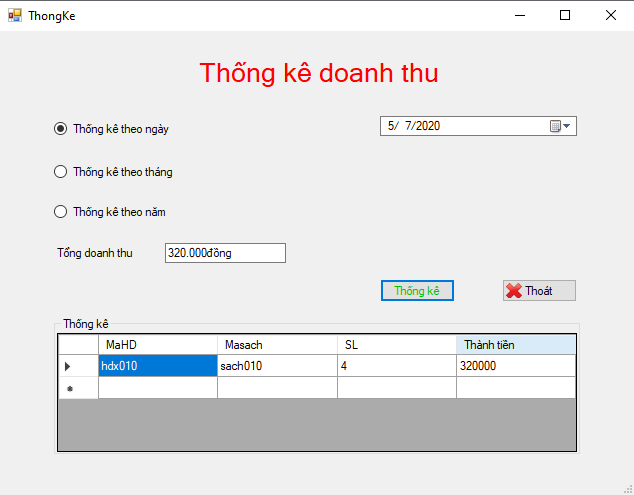 ThongKe
Thống kê doanh thu
Thống kê theo ngày
5/ 7/2020
Thống kê theo tháng
Thống kê theo năm
Tổng doanh thu 320.000đồng
Thống kê Thoát
Thống kê
MaHD Masach SL Thành tiền
hdx010 sach010 4 320000